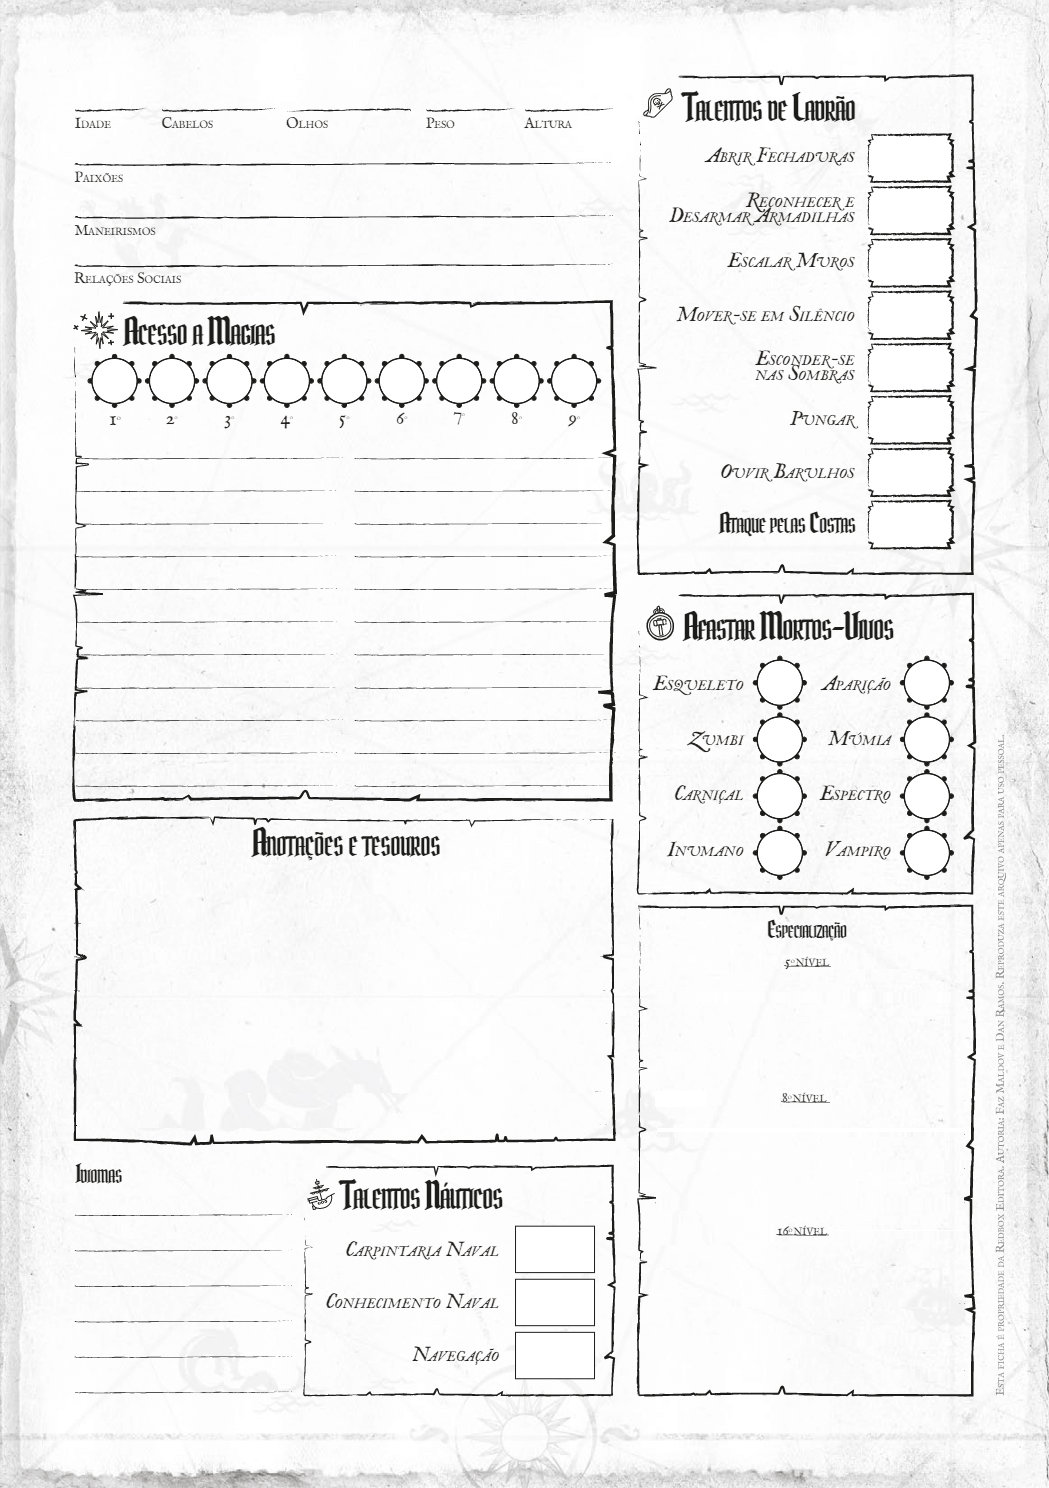 Idade Cabelos Olhos Peso Altura
Paixões
Maneirismos
Relações Sociais
Acesso a Magias
1º 2º 3º 4º 5º 6º 7º 8º 9º
Anotações e tesouros
Idiomas
Talentos Náuticos
Carpintaria Naval
Conhecimento Naval
Navegação
Talentos de Ladrão
Abrir Fechaduras
Reconhecer e
Desarmar Armadilhas
Escalar Muros
Mover-se em Silêncio
Esconder-se
nas Sombras
Pungar
Ouvir Barulhos
Ataque pelas Costas
Afastar Mortos-Vivos
Esqueleto Aparição
Zumbi Múmia
Carniçal Espectro
Inumano Vampiro
Especialização
5º nível
8º nível
16º nível
Esta ficha é propriedade da Redbox Editora. Autoria: Faz Maldov e Dan Ramos. Reproduza este arquivo apenas para uso pessoal.